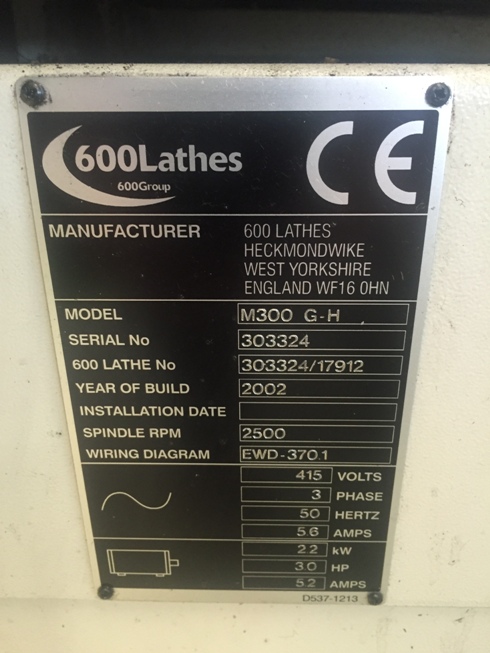 600Lathes
600Group
CE
MANUFACTURER 600 LATHES
HECKMONDWIKE
WEST YORKSHIRE
ENGLAND WF16 0HN
MODEL M300 G-H
SERIAL No 303324
600 LATHE No 303324/17912
YEAR OF BUILD 2002
INSTALLATION DATE
SPINDLE RPM 2500
WIRING DIAGRAM EWD-370.1
415 VOLTS
3 PHASE
50 HERTZ
5.6 AMPS
2.2 kW
3.0 HP
5.2 AMPS
D537-1213